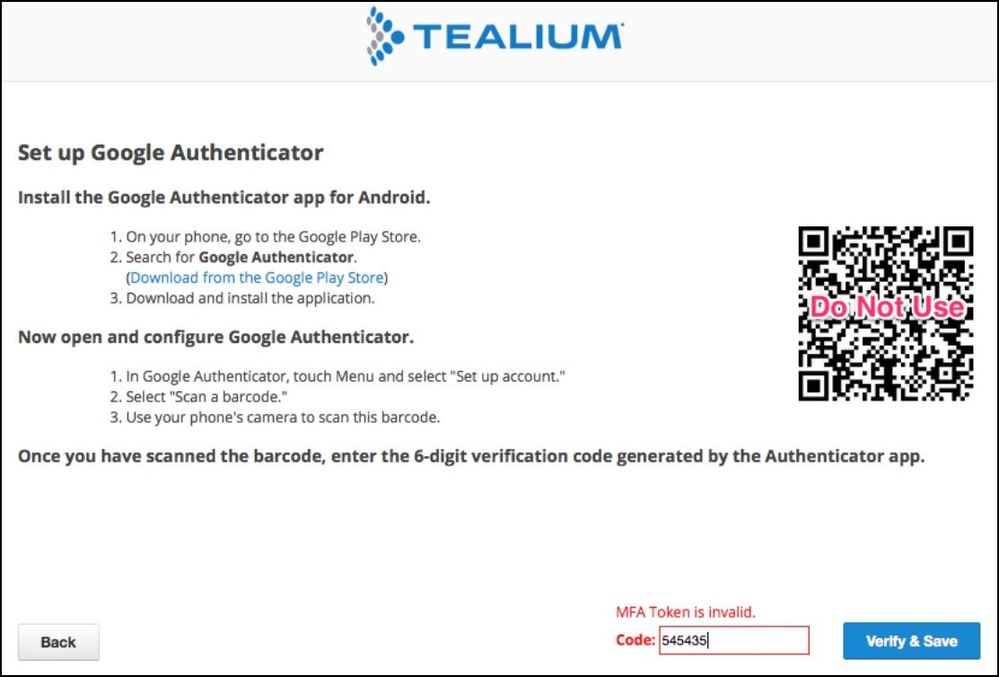 TEALIUM
Set up Google Authenticator
Install the Google Authenticator app for Android.
1. On your phone, go to the Google Play Store.
2. Search for Google Authenticator.
(Download from the Google Play Store)
3. Download and install the application.
Do Not Use
Now open and configure Google Authenticator.
1. In Google Authenticator, touch Menu and select "Set up account."
2. Select "Scan a barcode."
3. Use your phone's camera to scan this barcode.
Once you have scanned the barcode, enter the 6-digit verification code generated by the Authenticator app.
MFA Token is invalid.
Back
Code: 545435
Verify & Save